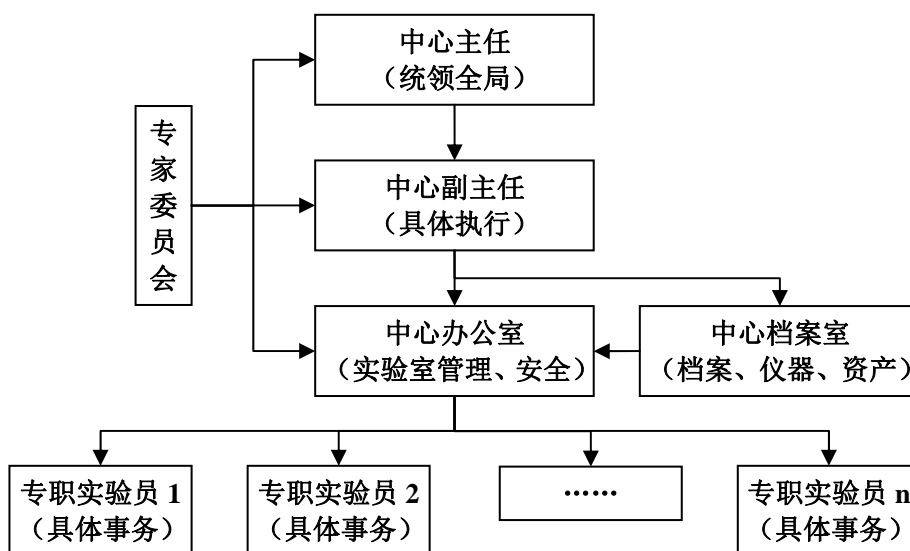 中心主任
（统领全局）
专家委员会
中心副主任
（具体执行）
中心办公室
（实验室管理、安全）
中心档案室
（档案、仪器、资产）
专职实验员 1
（具体事务）
专职实验员 2
（具体事务）
……
专职实验员 n
（具体事务）